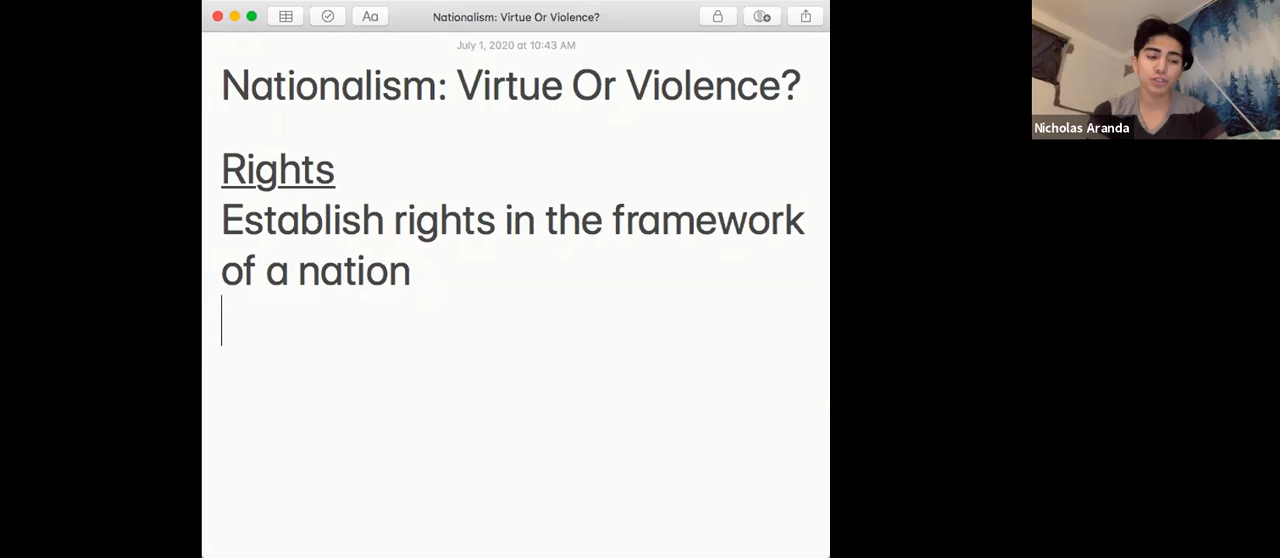 Aa
Nationalism: Virtue Or Violence?
July 1, 2020 at 10:43 AM
Nationalism: Virtue Or Violence?
Rights
Establish rights in the framework
of a nation
Nicholas Aranda